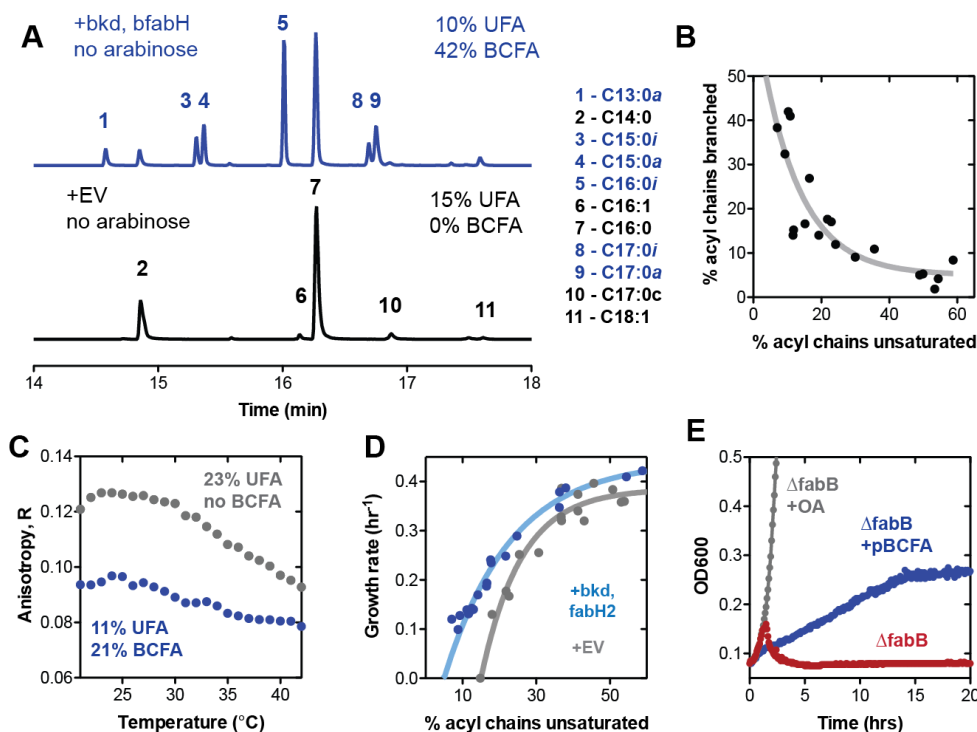 A
+bkd, bfabH
no arabinose
5
10% UFA
42% BCFA
1
3 4
8 9
+EV
no arabinose
7
15% UFA
0% BCFA
2
6
10
11
14 15 16 17 18
Time (min)
1 - C13:0a
2 - C14:0
3 - C15:0i
4 - C15:0a
5 - C16:0i
6 - C16:1
7 - C16:0
8 - C17:0i
9 - C17:0a
10 - C17:0c
11 - C18:1
B
% acyl chains branched
50
40
30
20
10
0
0 20 40 60
% acyl chains unsaturated
C
Anisotropy, R
0.14
0.12
0.10
0.08
0.06
23% UFA
no BCFA
11% UFA
21% BCFA
25 30 35 40
Temperature (°C)
D
Growth rate (hr-1)
0.4
0.3
0.2
0.1
0.0
+bkd,
fabH2
+EV
10 30 50
% acyl chains unsaturated
E
OD600
0.5
0.4
0.3
0.2
0.1
ΔfabB
+OA
ΔfabB
+pBCFA
ΔfabB
0 5 10 15 20
Time (hrs)